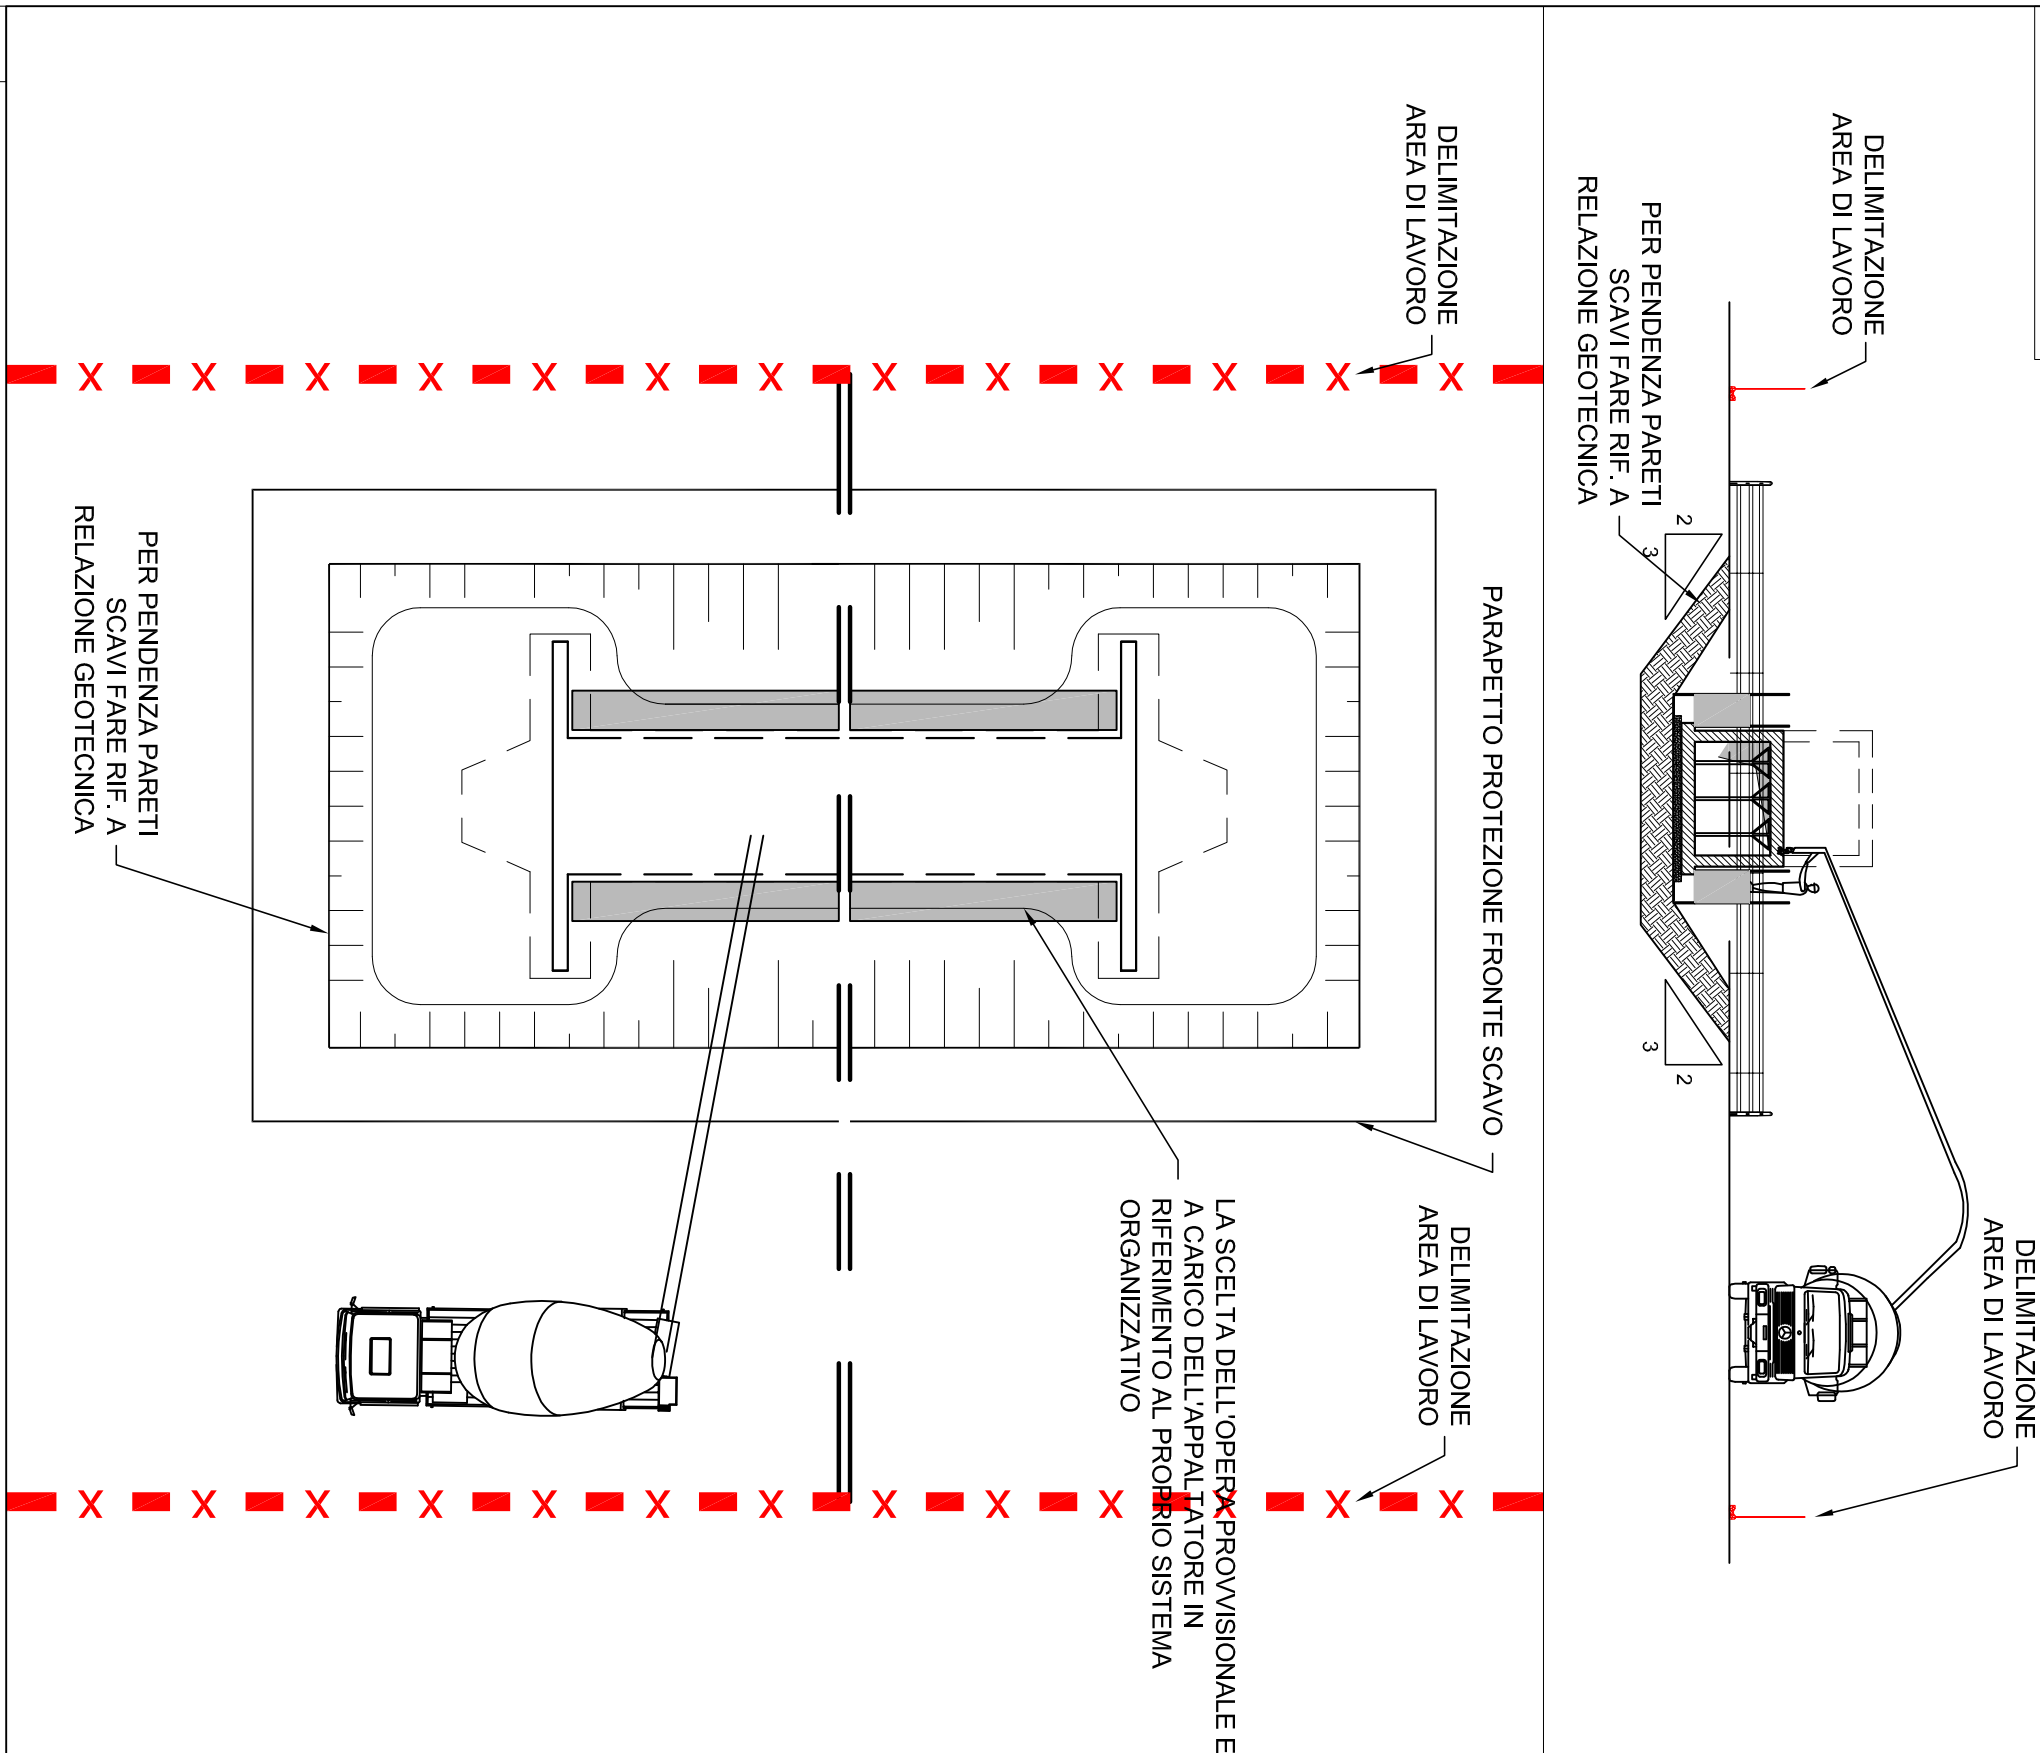 DELIMITAZIONE
AREA DI LAVORO
DELIMITAZIONE
AREA DI LAVORO
PER PENDENZA PARETI
SCAVI FARE RIF. A
RELAZIONE GEOTECNICA
2
3
2
3
PARAPETTO PROTEZIONE FRONTE SCAVO
DELIMITAZIONE
AREA DI LAVORO
DELIMITAZIONE
AREA DI LAVORO
LA SCELTA DELL'OPERA PROVVISIONALE E
A CARICO DELL'APPALTATORE IN
RIFERIMENTO AL PROPRIO SISTEMA
ORGANIZZATIVO
PER PENDENZA PARETI
SCAVI FARE RIF. A
RELAZIONE GEOTECNICA